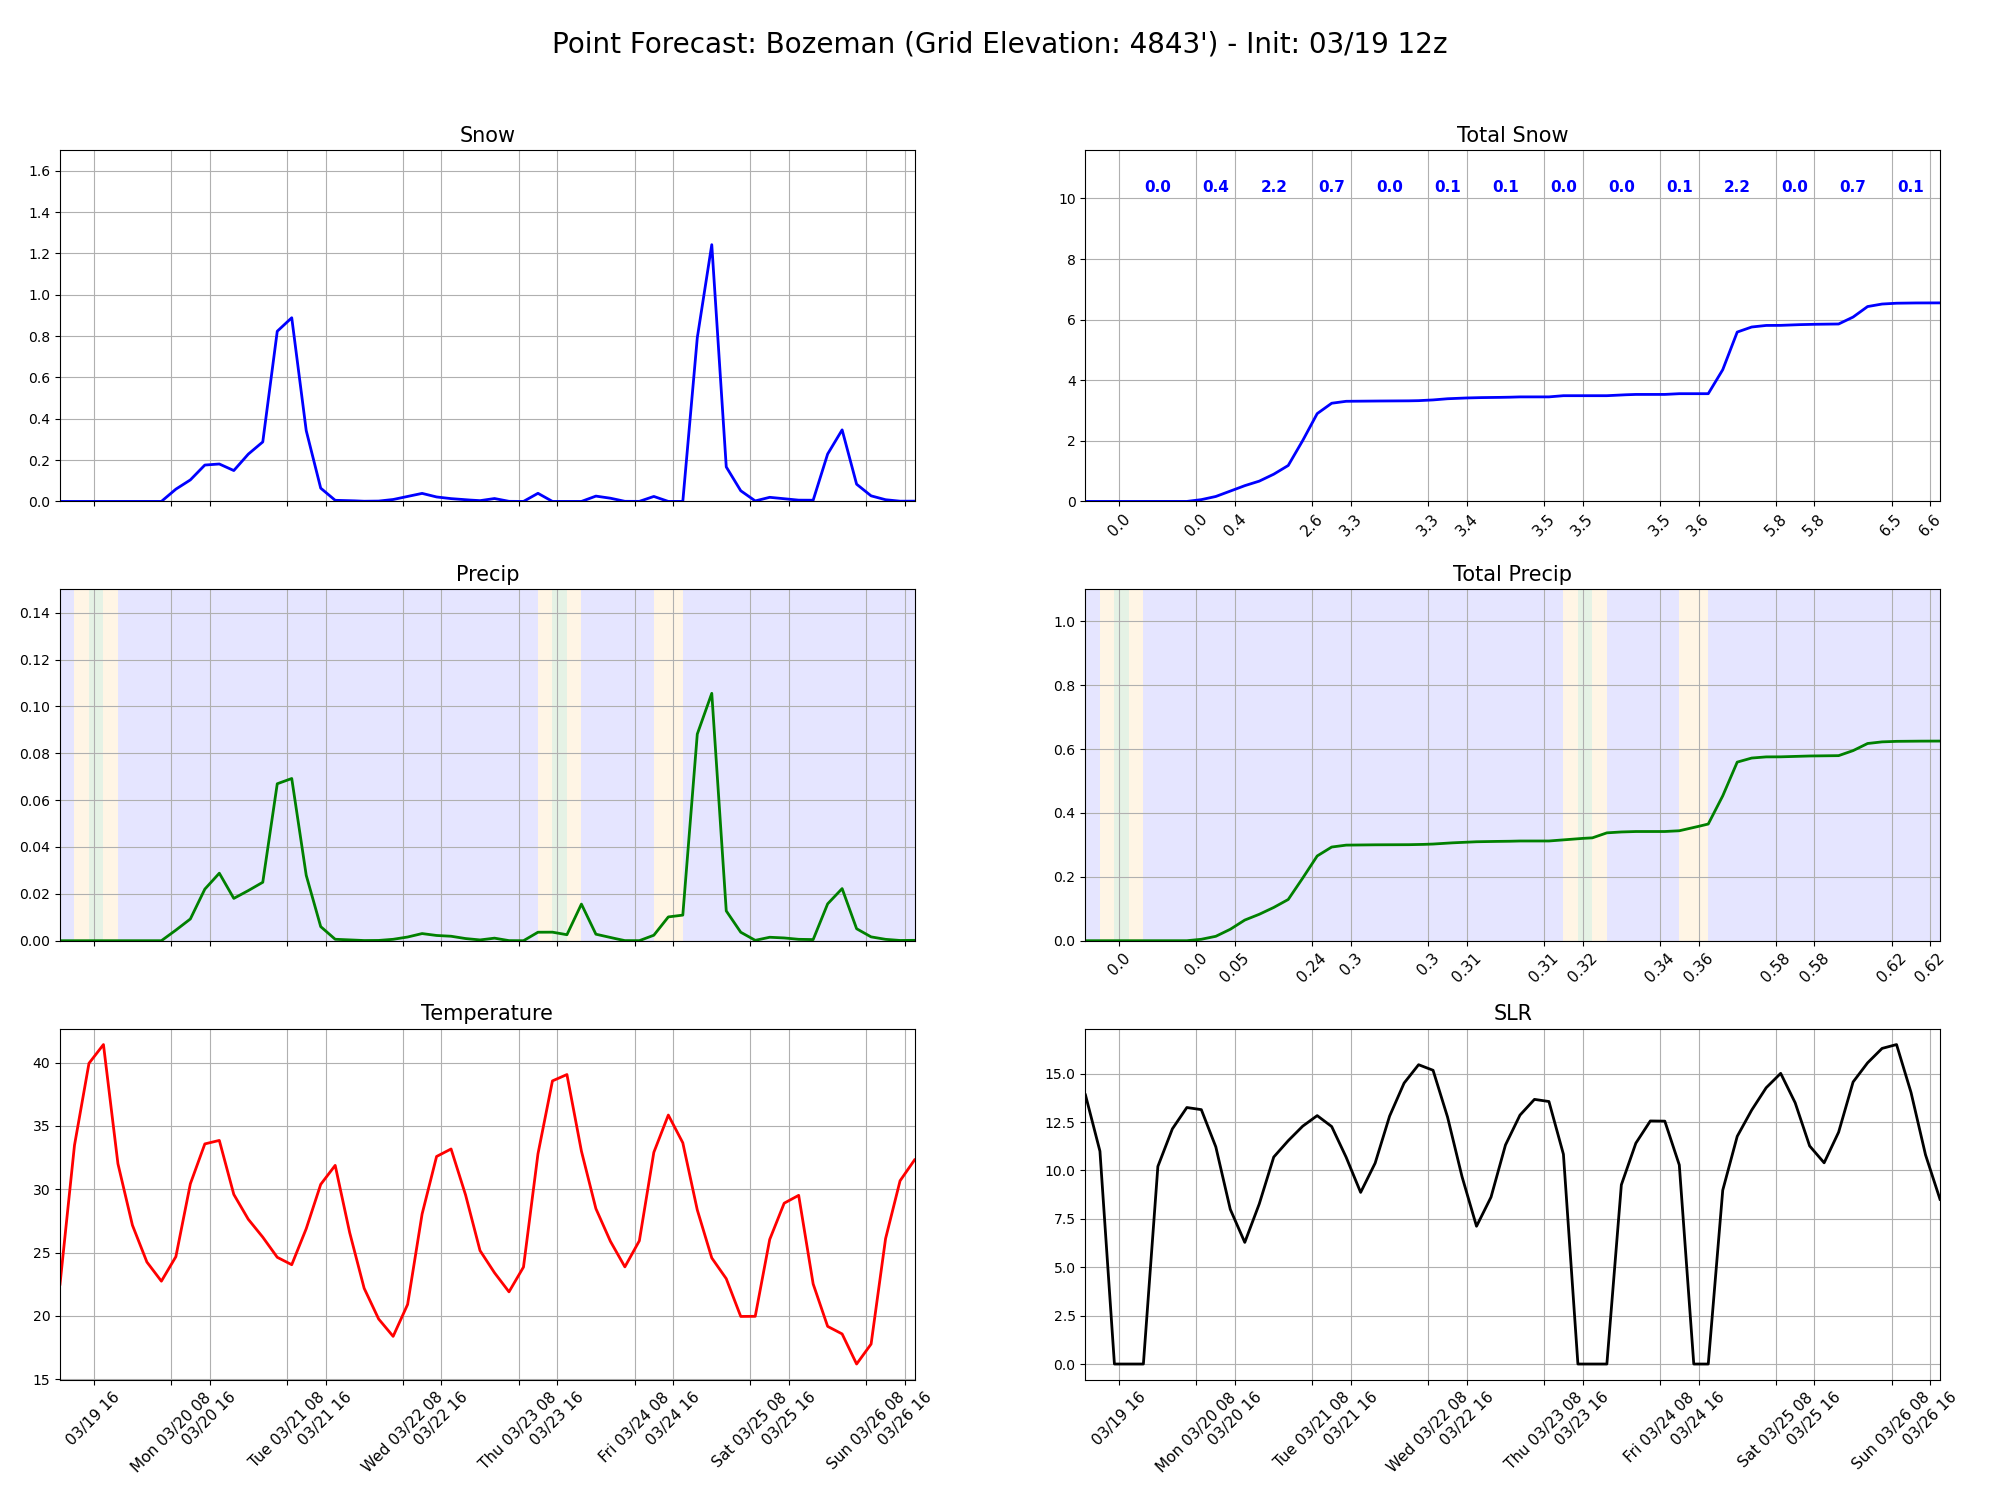 Point Forecast: Bozeman (Grid Elevation: 4843') - Init: 03/19 12z
Snow
1.6
1.4
1.2
1.0
0.8
0.6
0.4
0.2
0.0
Total Snow
0.0 0.4 2.2 0.7 0.0 0.1 0.1 0.0 0.0 0.1 2.2 0.0 0.7 0.1
10
8
6
4
2
0
0.0 0.0 0.4 2.6 3.3 3.3 3.4 3.5 3.5 3.5 3.6 5.8 5.8 6.5 6.6
Precip
0.14
0.12
0.10
0.08
0.06
0.04
0.02
0.00
Total Precip
1.0
0.8
0.6
0.4
0.2
0.0
0.0 0.0 0.05 0.24 0.3 0.3 0.31 0.31 0.32 0.34 0.36 0.58 0.58 0.62 0.62
Temperature
40
35
30
25
20
15
03/19 16
Mon 03/20 08
03/20 16
Tue 03/21 08
03/21 16
Wed 03/22 08
03/22 16
Thu 03/23 08
03/23 16
Fri 03/24 08
03/24 16
Sat 03/25 08
03/25 16
Sun 03/26 08
03/26 16
SLR
15.0
12.5
10.0
7.5
5.0
2.5
0.0
03/19 16
Mon 03/20 08
03/20 16
Tue 03/21 08
03/21 16
Wed 03/22 08
03/22 16
Thu 03/23 08
03/23 16
Fri 03/24 08
03/24 16
Sat 03/25 08
03/25 16
Sun 03/26 08
03/26 16